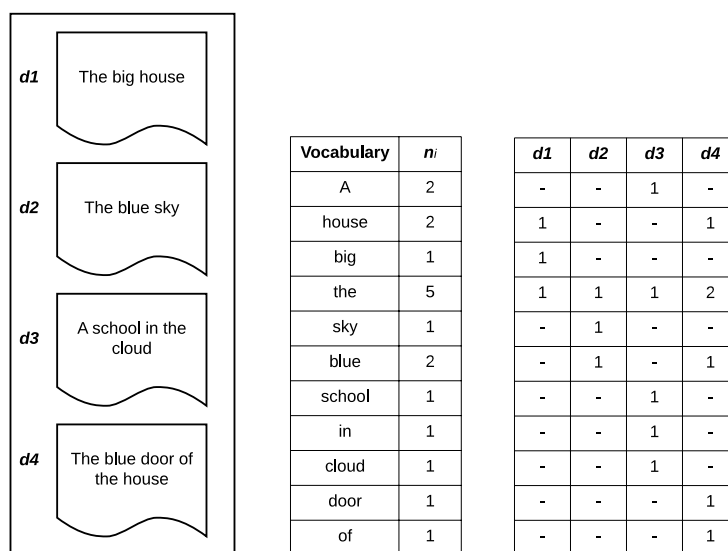 d1
The big house
d2
The blue sky
d3
A school in the
cloud
d4
The blue door of
the house
Vocabulary ni
A 2
house 2
big 1
the 5
sky 1
blue 2
school 1
in 1
cloud 1
door 1
of 1
d1 d2 d3 d4
- - 1 -
1 - - 1
1 - - -
1 1 1 2
- 1 - -
- 1 - 1
- - 1 -
- - 1 -
- - 1 -
- - - 1
- - - 1